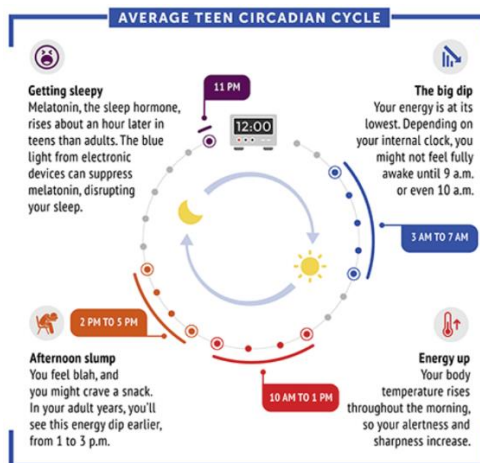 AVERAGE TEEN CIRCADIAN CYCLE
Getting sleepy
Melatonin, the sleep hormone,
rises about an hour later in
teens than adults. The blue
light from electronic
devices can suppress
melatonin, disrupting
your sleep.
11 PM
12:00
The big dip
Your energy is at its
lowest. Depending on
your internal clock, you
might not feel fully
awake until 9 a.m.
or even 10 a.m.
3 AM TO 7 AM
2 PM TO 5 PM
Afternoon slump
You feel blah, and
you might crave a snack.
In your adult years, you'll
see this energy dip earlier,
from 1 to 3 p.m.
10 AM TO 1 PM
Energy up
Your body
temperature rises
throughout the morning,
so your alertness and
sharpness increase.